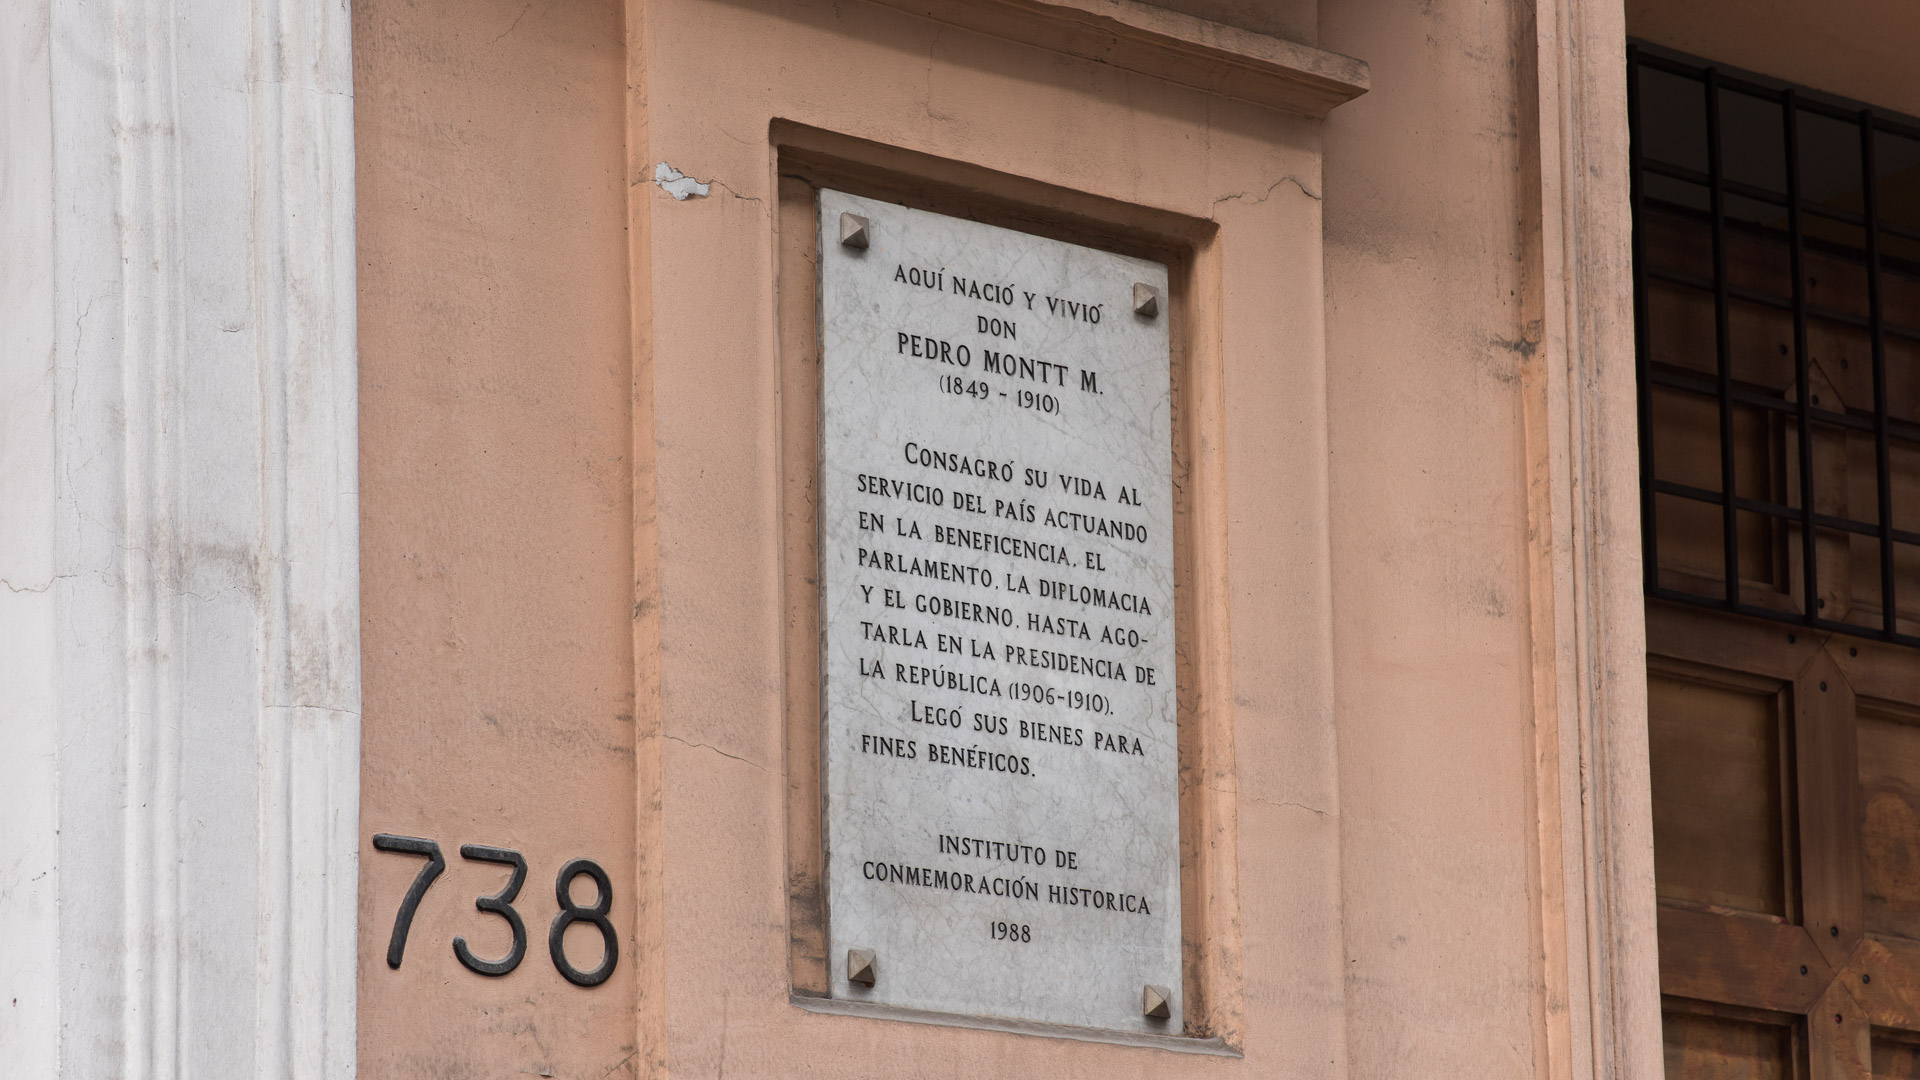 AQUÍ NACIÓ Y VIVIÓ
DON
PEDRO MONTT M.
(1849 - 1910)
CONSAGRÓ SU VIDA AL
SERVICIO DEL PAÍS ACTUANDO
EN LA BENEFICENCIA, EL
PARLAMENTO, LA DIPLOMACIA
Y EL GOBIERNO, HASTA AGO-
TARLA EN LA PRESIDENCIA DE
LA REPÚBLICA (1906-1910).
LEGÓ SUS BIENES PARA
FINES BENÉFICOS.
INSTITUTO DE
CONMEMORACIÓN HISTORICA
1988
738